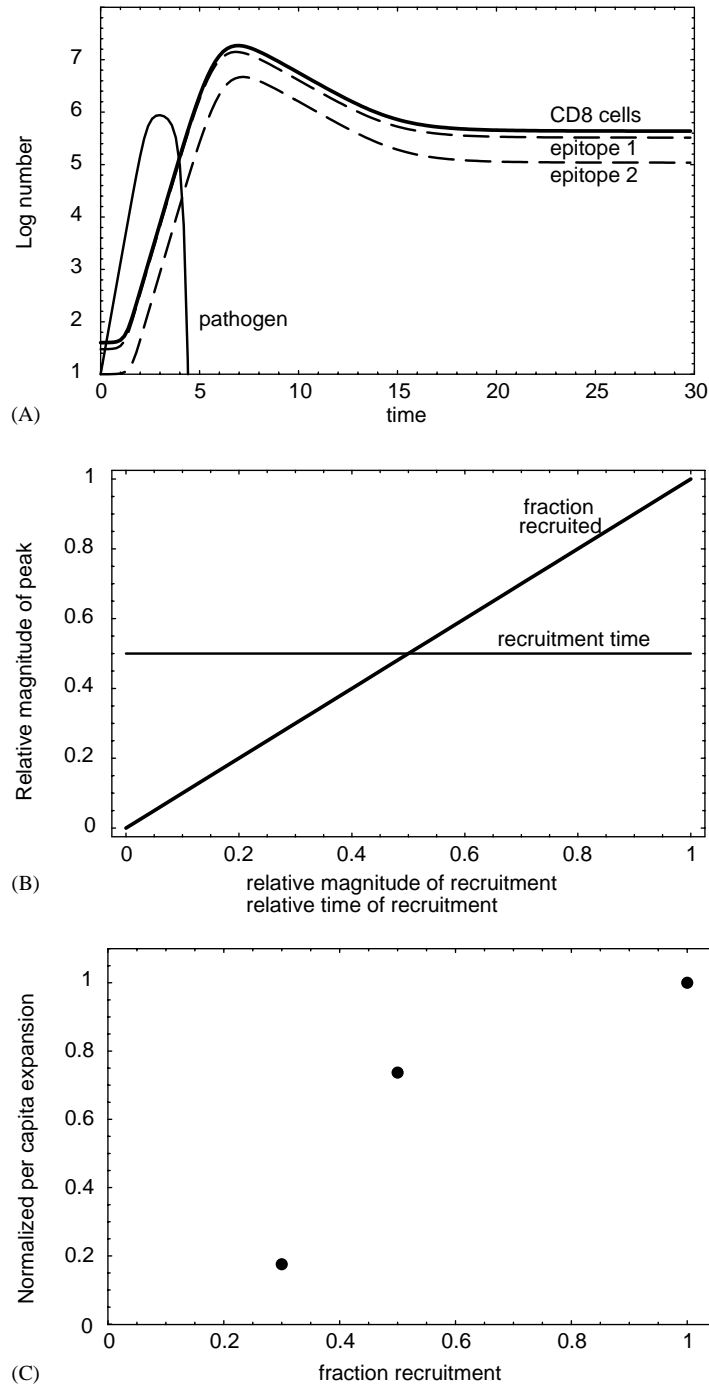 7
6
5
4
3
2
1
Log number
CD8 cells
epitope 1
epitope 2
pathogen
0 5 10 15 20 25 30
time
(A)
1
0.8
0.6
0.4
0.2
0
Relative magnitude of peak
fraction
recruited
recruitment time
0 0.2 0.4 0.6 0.8 1
relative magnitude of recruitment
relative time of recruitment
(B)
1
0.8
0.6
0.4
0.2
0
Normalized per capita expansion
0 0.2 0.4 0.6 0.8 1
fraction recruitment
(C)